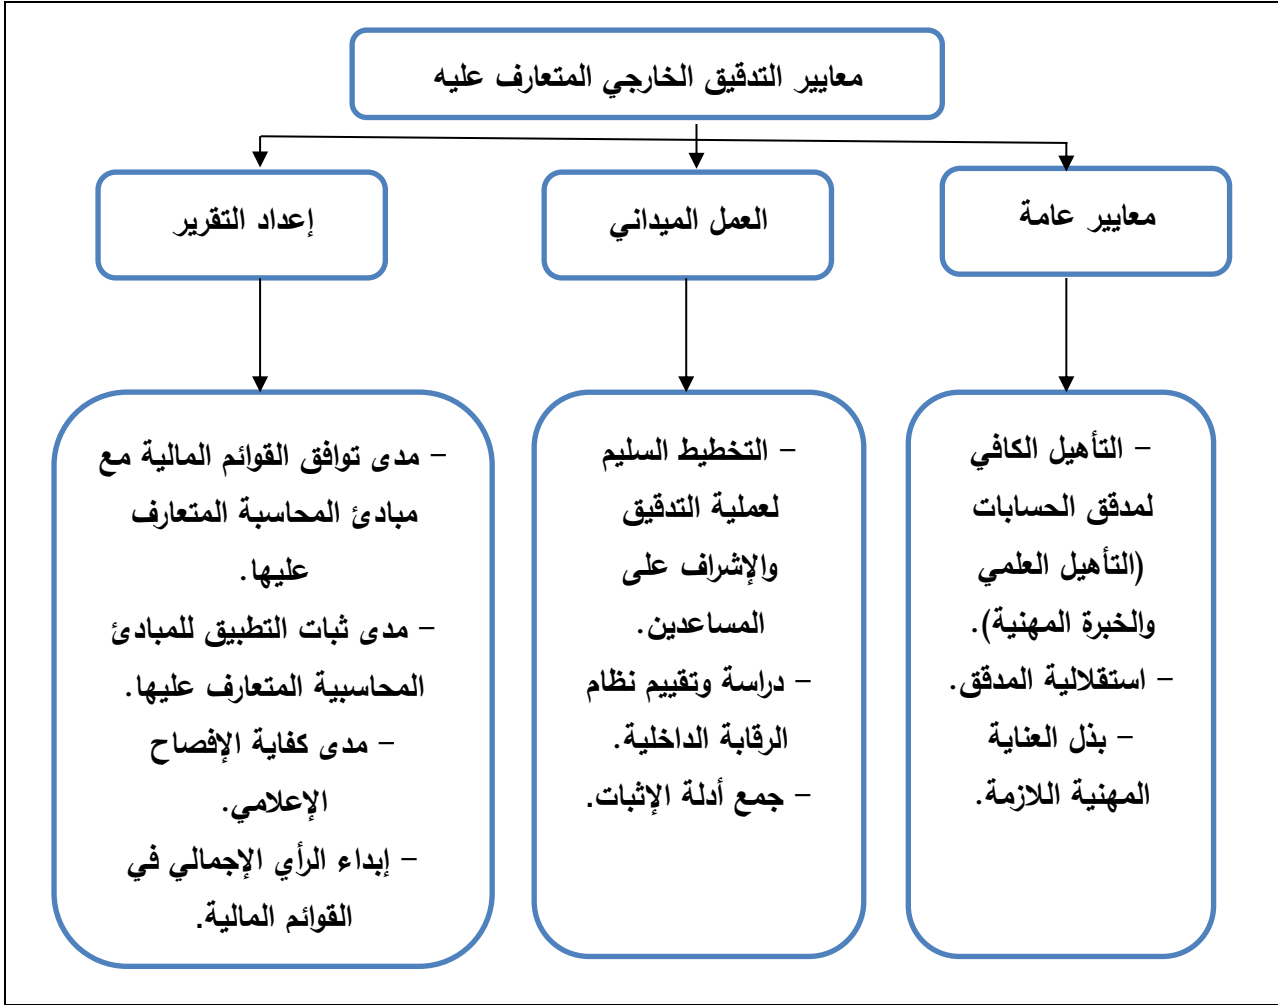 معايير التدقيق الخارجي المتعارف عليه
معايير عامة
العمل الميداني
إعداد التقرير
– التأهيل الكافي
لمدقق الحسابات
(التأهيل العلمي
والخبرة المهنية).
– استقلالية المدقق.
– بذل العناية
المهنية اللازمة.
– التخطيط السليم
لعملية التدقيق
والإشراف على
المساعدين.
– دراسة وتقييم نظام
الرقابة الداخلية.
– جمع أدلة الإثبات.
– مدى توافق القوائم المالية مع
مبادئ المحاسبة المتعارف
عليها.
– مدى ثبات التطبيق للمبادئ
المحاسبية المتعارف عليها.
– مدى كفاية الإفصاح
الإعلامي.
– إبداء الرأي الإجمالي في
القوائم المالية.